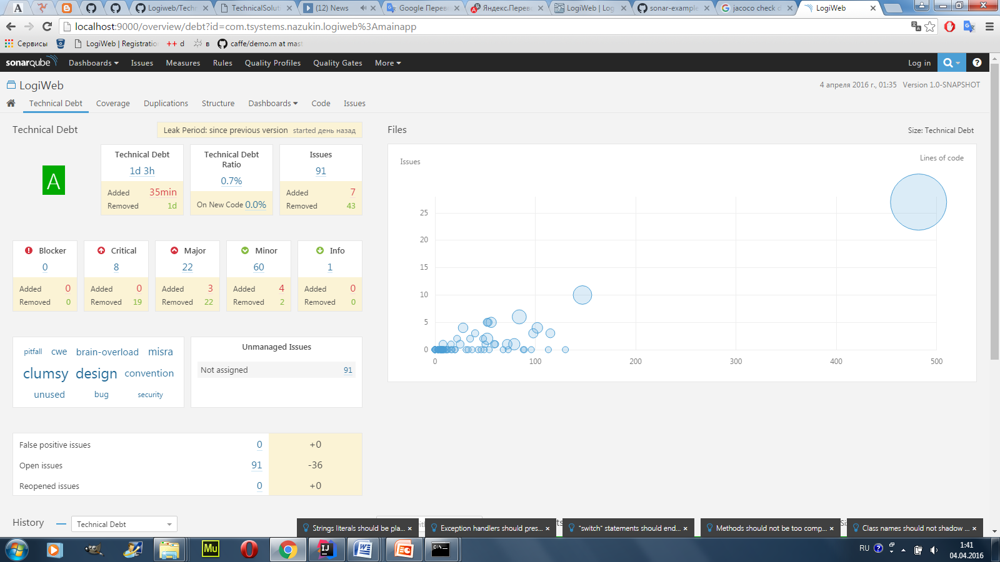 Logiweb/Techn
TechnicalSoluti
(12) News
Google Переве
Яндекс.Перев
LogiWeb | Log
sonar-example
jacoco check d
LogiWeb
localhost:9000/overview/debt?id=com.tsystems.nazukin.logiweb%3Amainapp
Сервисы
LogiWeb | Registratio
++ d
в
caffe/demo.m at mast
sonarqube
Dashboards
Issues
Measures
Rules
Quality Profiles
Quality Gates
More
Log in
LogiWeb
4 апреля 2016 г., 01:35 Version 1.0-SNAPSHOT
Technical Debt
Coverage
Duplications
Structure
Dashboards
Code
Issues
Technical Debt
Leak Period: since previous version started день назад
A
Technical Debt
1d 3h
Added 35min
Removed 1d
Technical Debt
Ratio
0.7%
On New Code 0.0%
Issues
91
Added 7
Removed 43
Blocker
0
Added 0
Removed 0
Critical
8
Added 0
Removed 19
Major
22
Added 3
Removed 22
Minor
60
Added 4
Removed 2
Info
1
Added 0
Removed 0
pitfall cwe brain-overload misra
clumsy design convention
unused bug security
Unmanaged Issues
Not assigned 91
False positive issues 0 +0
Open issues 91 -36
Reopened issues 0 +0
History
Technical Debt
Files
Size: Technical Debt
Issues
Lines of code
25
20
15
10
5
0
0 100 200 300 400 500
Strings literals should be pla... ×
Exception handlers should pres... ×
"switch" statements should end... ×
Methods should not be too comp... ×
Class names should not shadow ... ×
Mu
IJ
RU
1:41
04.04.2016